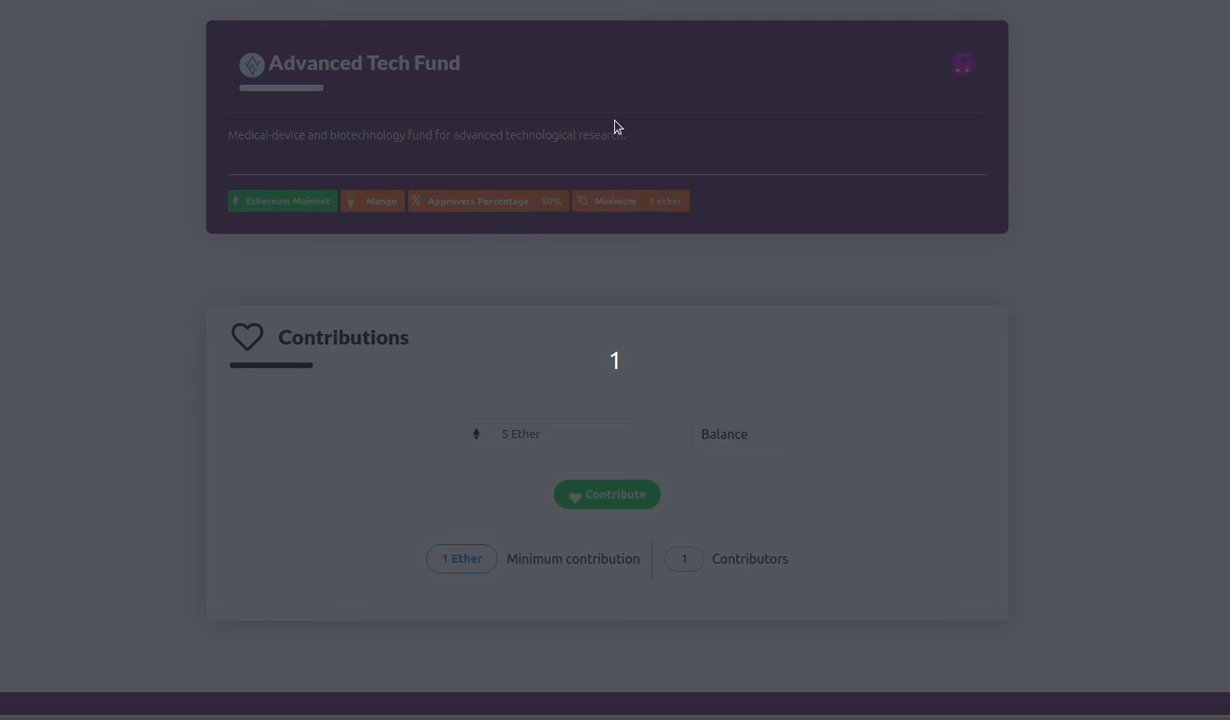 Advanced Tech Fund
Medical-device and biotechnology fund for advanced technological research.
Ethereum Mainnet Mango Approvers Percentage 50% Minimum 1 ether
Contributions
1
5 Ether Balance
Contribute
1 Ether Minimum contribution 1 Contributors